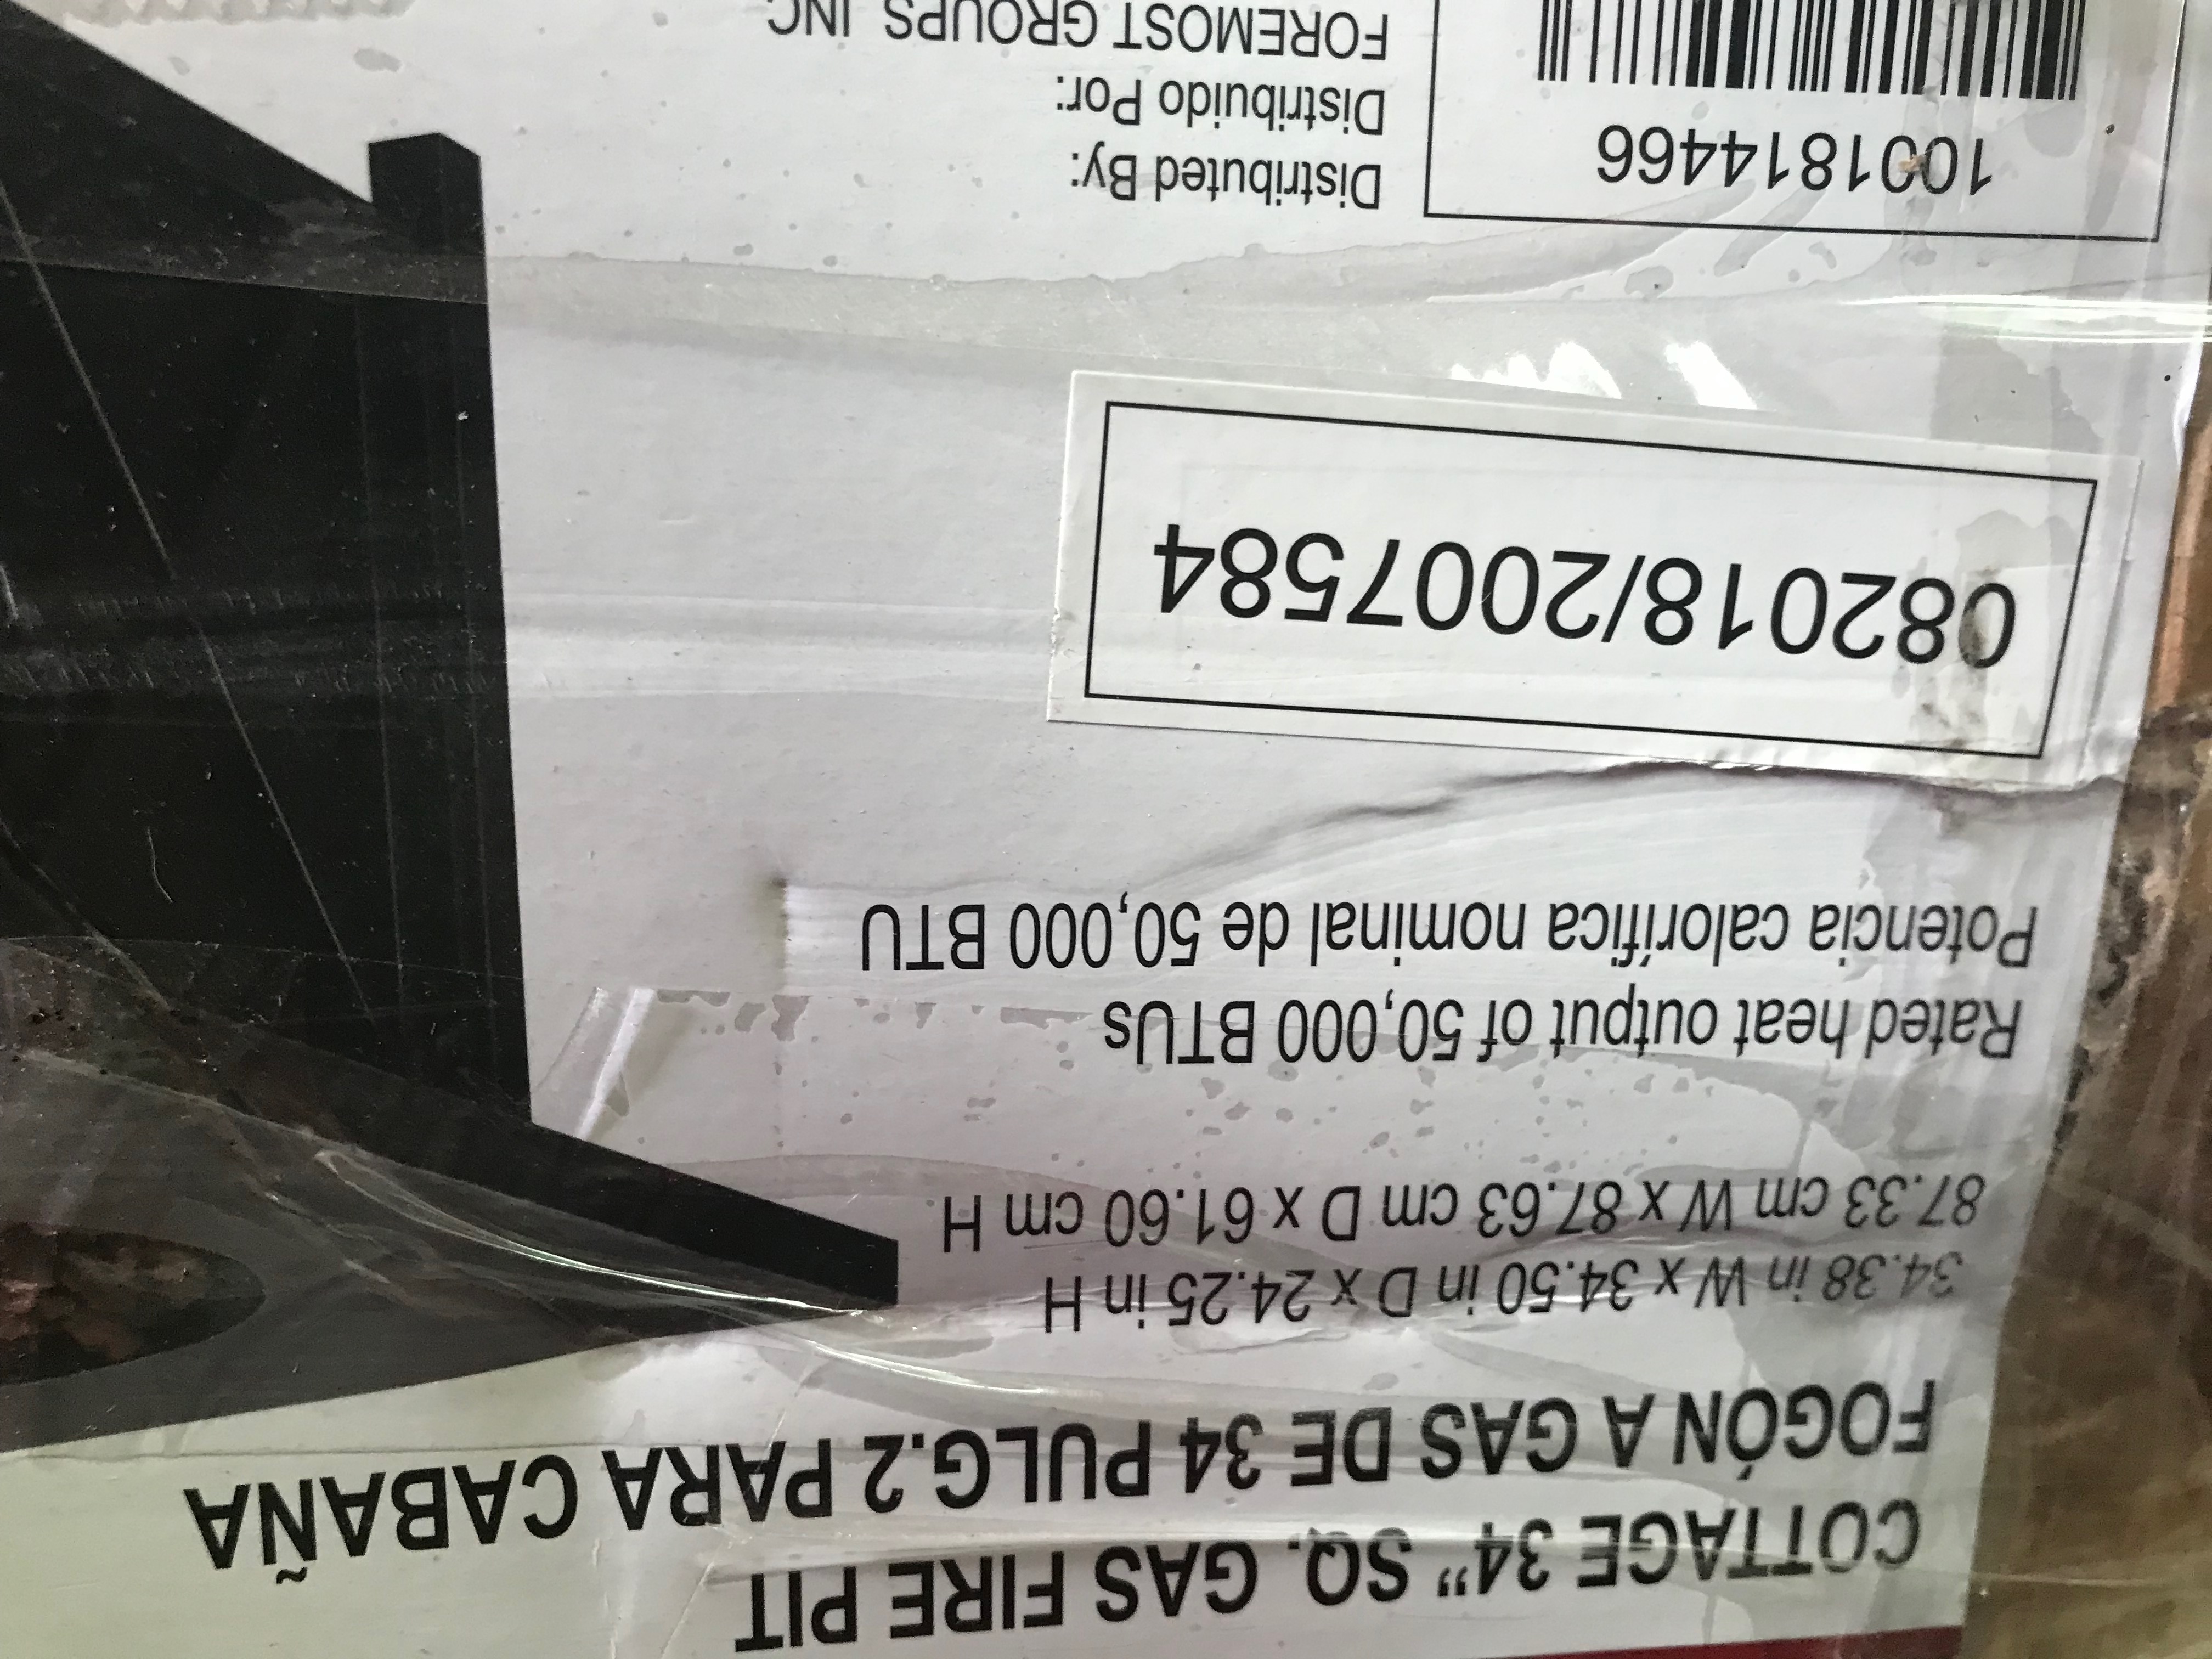 COTTAGE 34” SQ. GAS FIRE PIT
FOGÓN A GAS DE 34 PULG.2 PARA CABAÑA
34.38 in W x 34.50 in D x 24.25 in H
87.33 cm W x 87.63 cm D x 61.60 cm H
Rated heat output of 50,000 BTUs
Potencia calorífica nominal de 50,000 BTU
082018/2007584
1001814466
Distributed By:
Distribuido Por:
FOREMOST GROUPS, INC